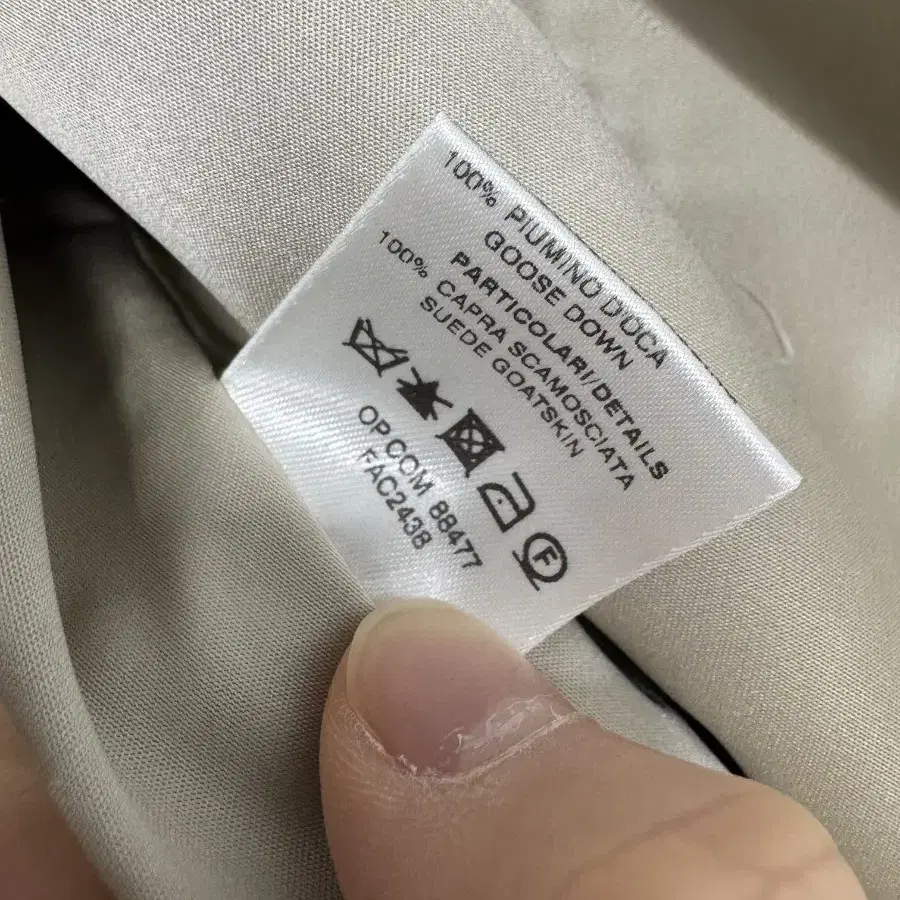 100% PIUMINO D'OCA
GOOSE DOWN
PARTICOLARI/DETAILS
100% CAPRA SCAMOSCIATA
SUEDE GOATSKIN
F
OP COM 88477
FAC2438